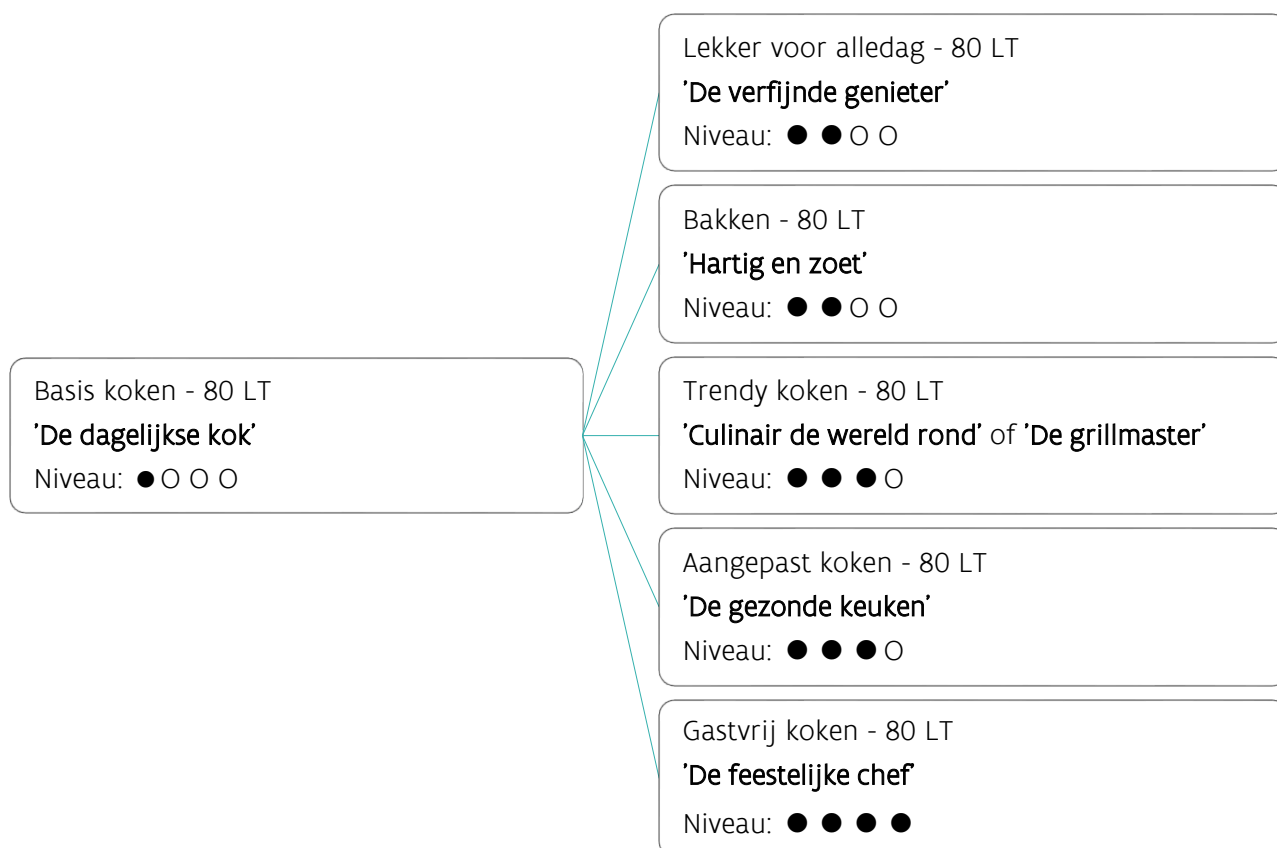 Lekker voor alledag - 80 LT
'De verfijnde genieter'
Niveau: ● ● O O
Bakken - 80 LT
'Hartig en zoet'
Niveau: ● ● O O
Basis koken - 80 LT
'De dagelijkse kok'
Niveau: ● O O O
Trendy koken - 80 LT
'Culinair de wereld rond' of 'De grillmaster'
Niveau: ● ● ● O
Aangepast koken - 80 LT
'De gezonde keuken'
Niveau: ● ● ● O
Gastvrij koken - 80 LT
'De feestelijke chef'
Niveau: ● ● ● ●